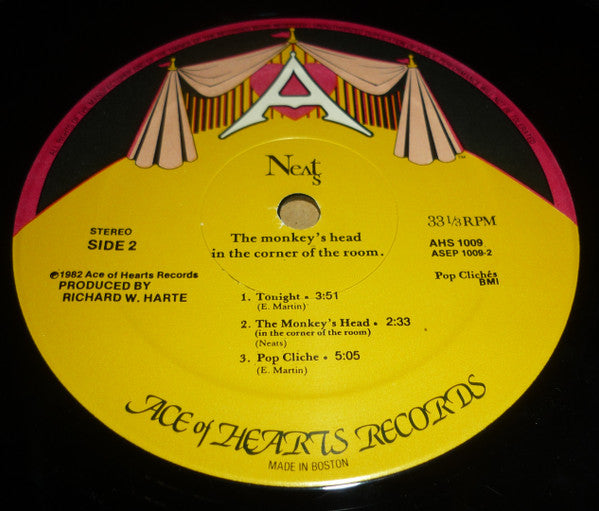 A
TM
Neats
STEREO
SIDE 2
The monkey's head
in the corner of the room.
33 1/3 RPM
AHS 1009
ASEP 1009-2
℗1982 Ace of Hearts Records
PRODUCED BY
RICHARD W. HARTE
Pop Clichés
BMI
1. Tonight • 3:51
(E. Martin)
2. The Monkey's Head • 2:33
(in the corner of the room)
(Neats)
3. Pop Cliche • 5:05
(E. Martin)
ACE of HEARTS RECORDS
MADE IN BOSTON